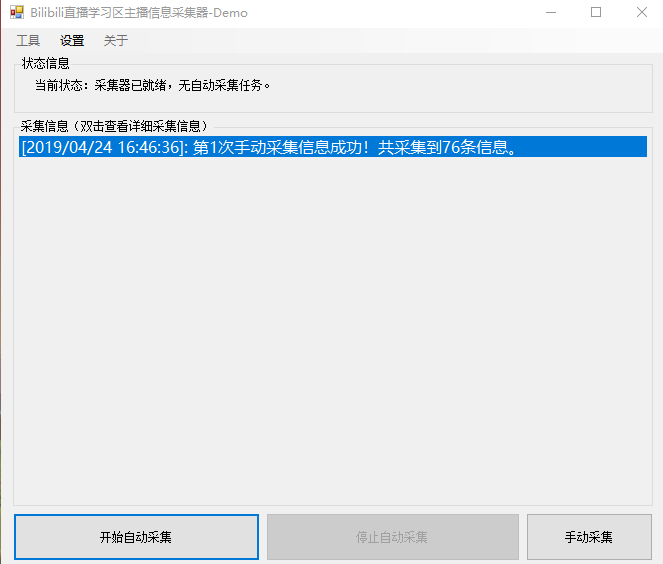 Bilibili直播学习区主播信息采集器-Demo
工具 设置 关于
状态信息
当前状态：采集器已就绪，无自动采集任务。
采集信息（双击查看详细采集信息）
[2019/04/24 16:46:36]: 第1次手动采集信息成功！共采集到76条信息。
开始自动采集 停止自动采集 手动采集